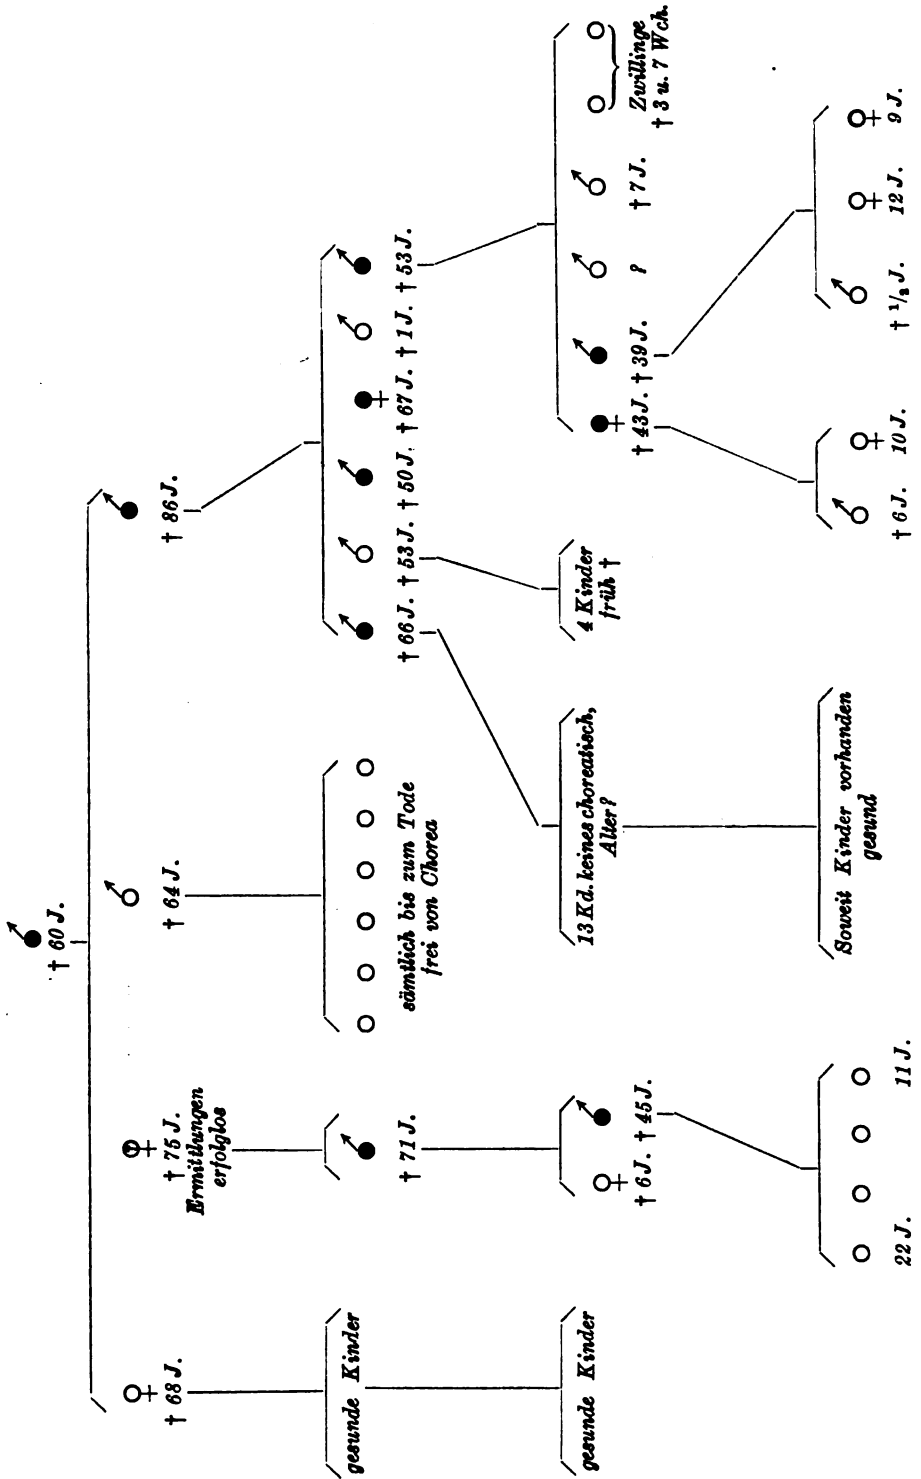 † 60 J.
† 68 J.
† 75 J.
Ermittlungen
erfolglos
† 64 J.
† 86 J.
gesunde Kinder
† 71 J.
sämtlich bis zum Tode
frei von Chorea
† 66 J. † 53 J. † 50 J. † 67 J. † 1 J. † 53 J.
gesunde Kinder
† 6 J. † 45 J.
13 Kd. keines choreatisch,
Alter?
4 Kinder
früh †
† 43 J. † 39 J. ? † 7 J.
Zwillinge
† 3 u. 7 Wch.
22 J. 11 J.
Soweit Kinder vorhanden
gesund
† 6 J. 10 J.
† 1/2 J. 12 J. 9 J.